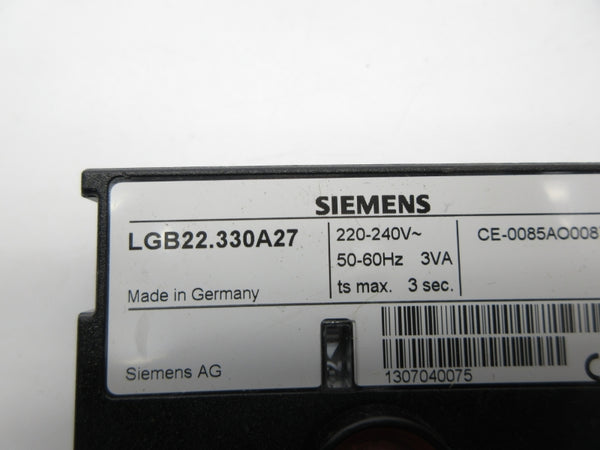 SIEMENS
LGB22.330A27
220-240V~
CE-0085AO008
50-60Hz 3VA
Made in Germany
ts max. 3 sec.
Siemens AG
1307040075